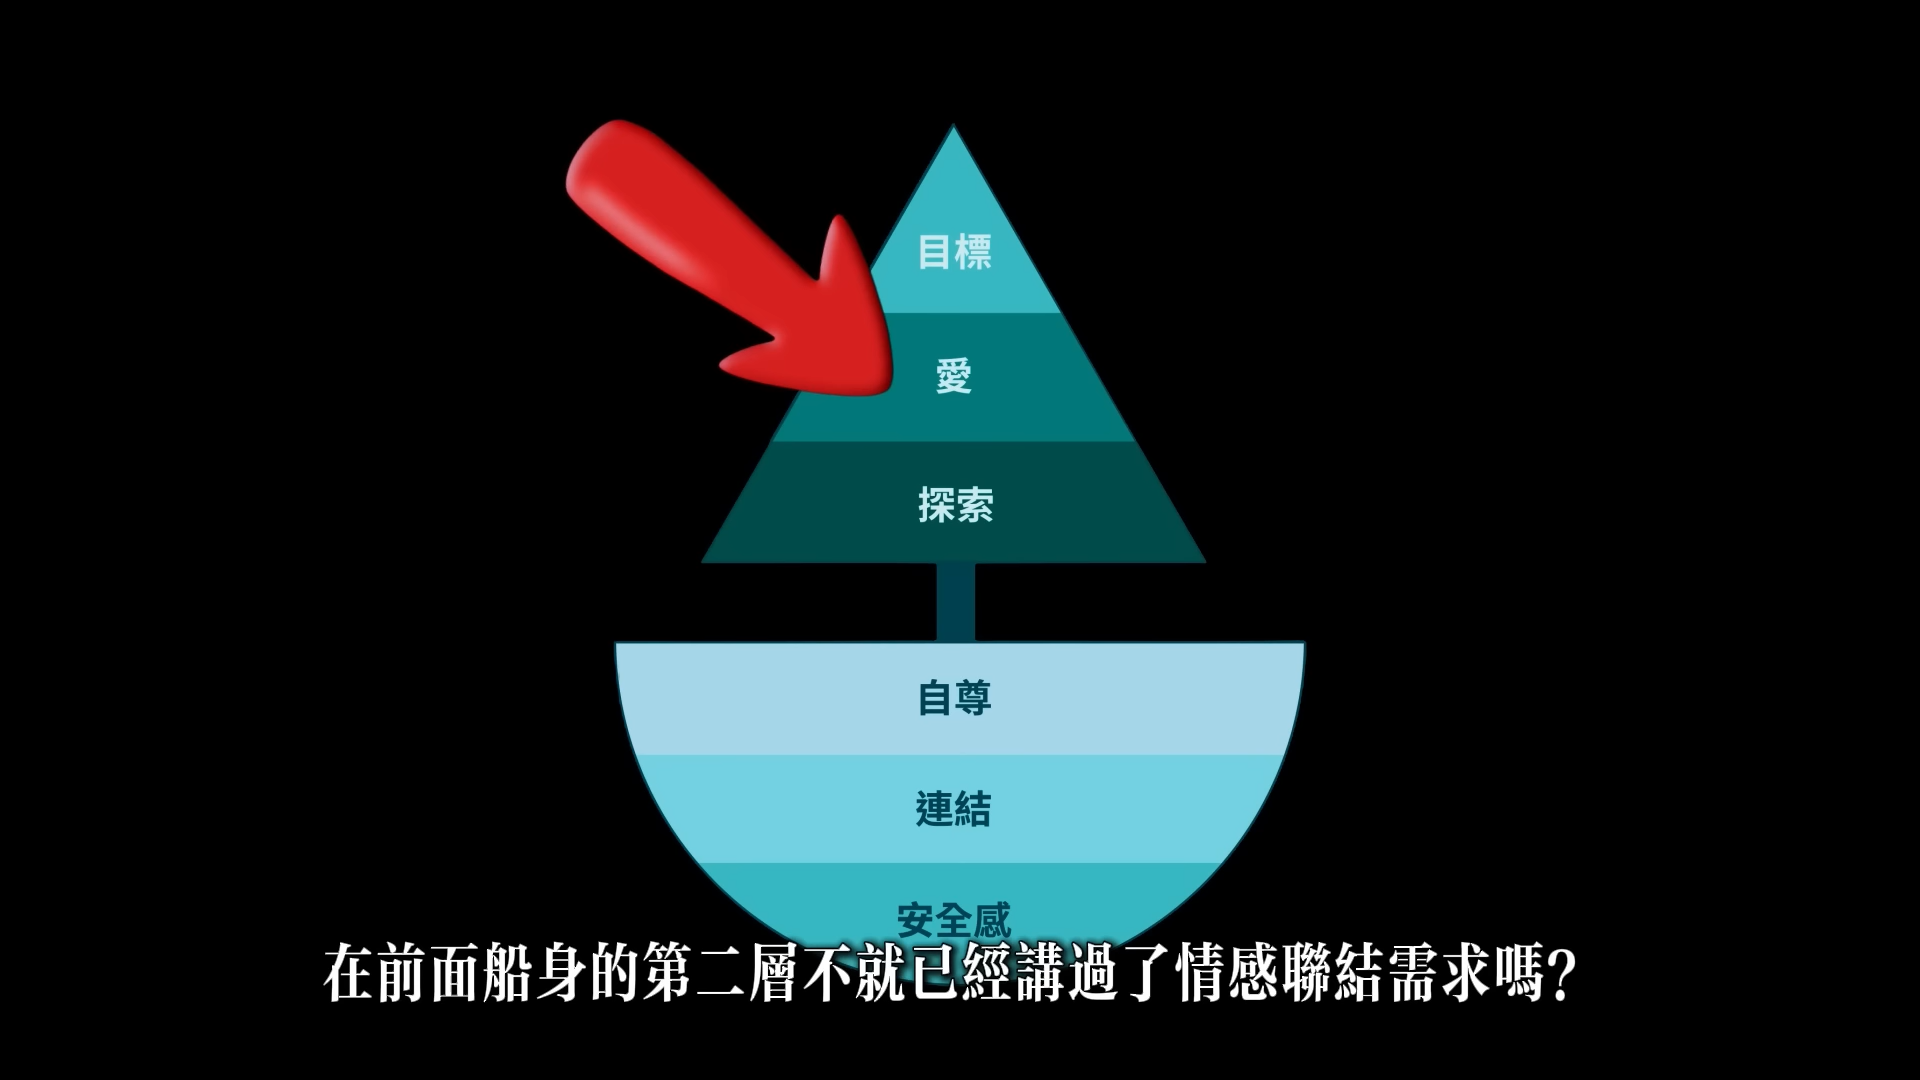 目標
愛
探索
自尊
連結
安全感
在前面船身的第二層不就已經講過了情感聯結需求嗎?